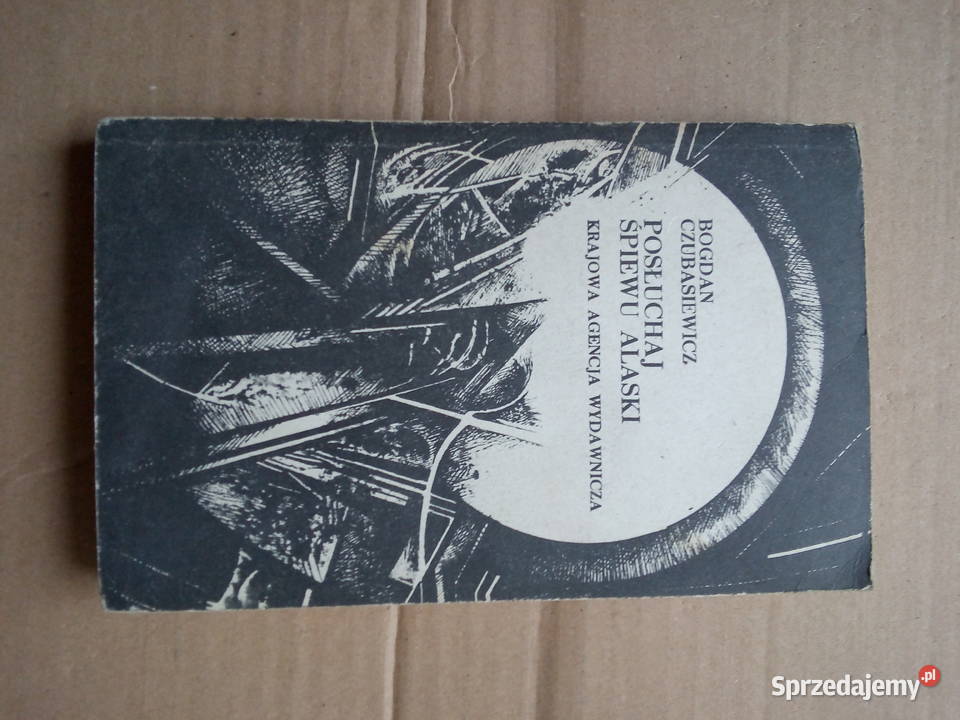 BOGDAN
CZUBASIEWICZ
POSŁUCHAJ
ŚPIEWU ALASKI
KRAJOWA AGENCJA WYDAWNICZA
Sprzedajemy.pl